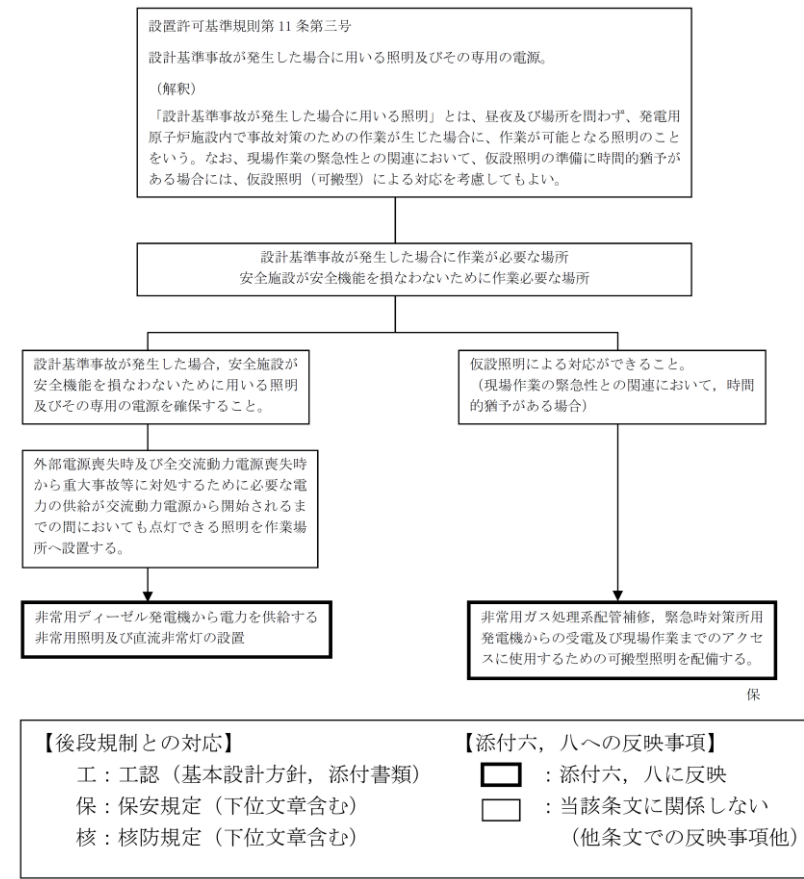 設置許可基準規則第 11 条第三号
設計基準事故が発生した場合に用いる照明及びその専用の電源。
（解釈）
「設計基準事故が発生した場合に用いる照明」とは、昼夜及び場所を問わず、発電用
原子炉施設内で事故対策のための作業が生じた場合に、作業が可能となる照明のこと
をいう。なお、現場作業の緊急性との関連において、仮設照明の準備に時間的猶予が
ある場合には、仮設照明（可搬型）による対応を考慮してもよい。
設計基準事故が発生した場合に作業が必要な場所
安全施設が安全機能を損なわないために作業必要な場所
設計基準事故が発生した場合，安全施設が
安全機能を損なわないために用いる照明
及びその専用の電源を確保すること。
仮設照明による対応ができること。
（現場作業の緊急性との関連において，時間
的猶予がある場合）
外部電源喪失時及び全交流動力電源喪失時
から重大事故等に対処するために必要な電
力の供給が交流動力電源から開始されるま
での間においても点灯できる照明を作業場
所へ設置する。
非常用ディーゼル発電機から電力を供給する
非常用照明及び直流非常灯の設置
非常用ガス処理系配管補修，緊急時対策所用
発電機からの受電及び現場作業までのアクセ
スに使用するための可搬型照明を配備する。
保
【後段規制との対応】
工：工認（基本設計方針，添付書類）
保：保安規定（下位文章含む）
核：核防規定（下位文章含む）
【添付六，八への反映事項】
：添付六，八に反映
：当該条文に関係しない
（他条文での反映事項他）